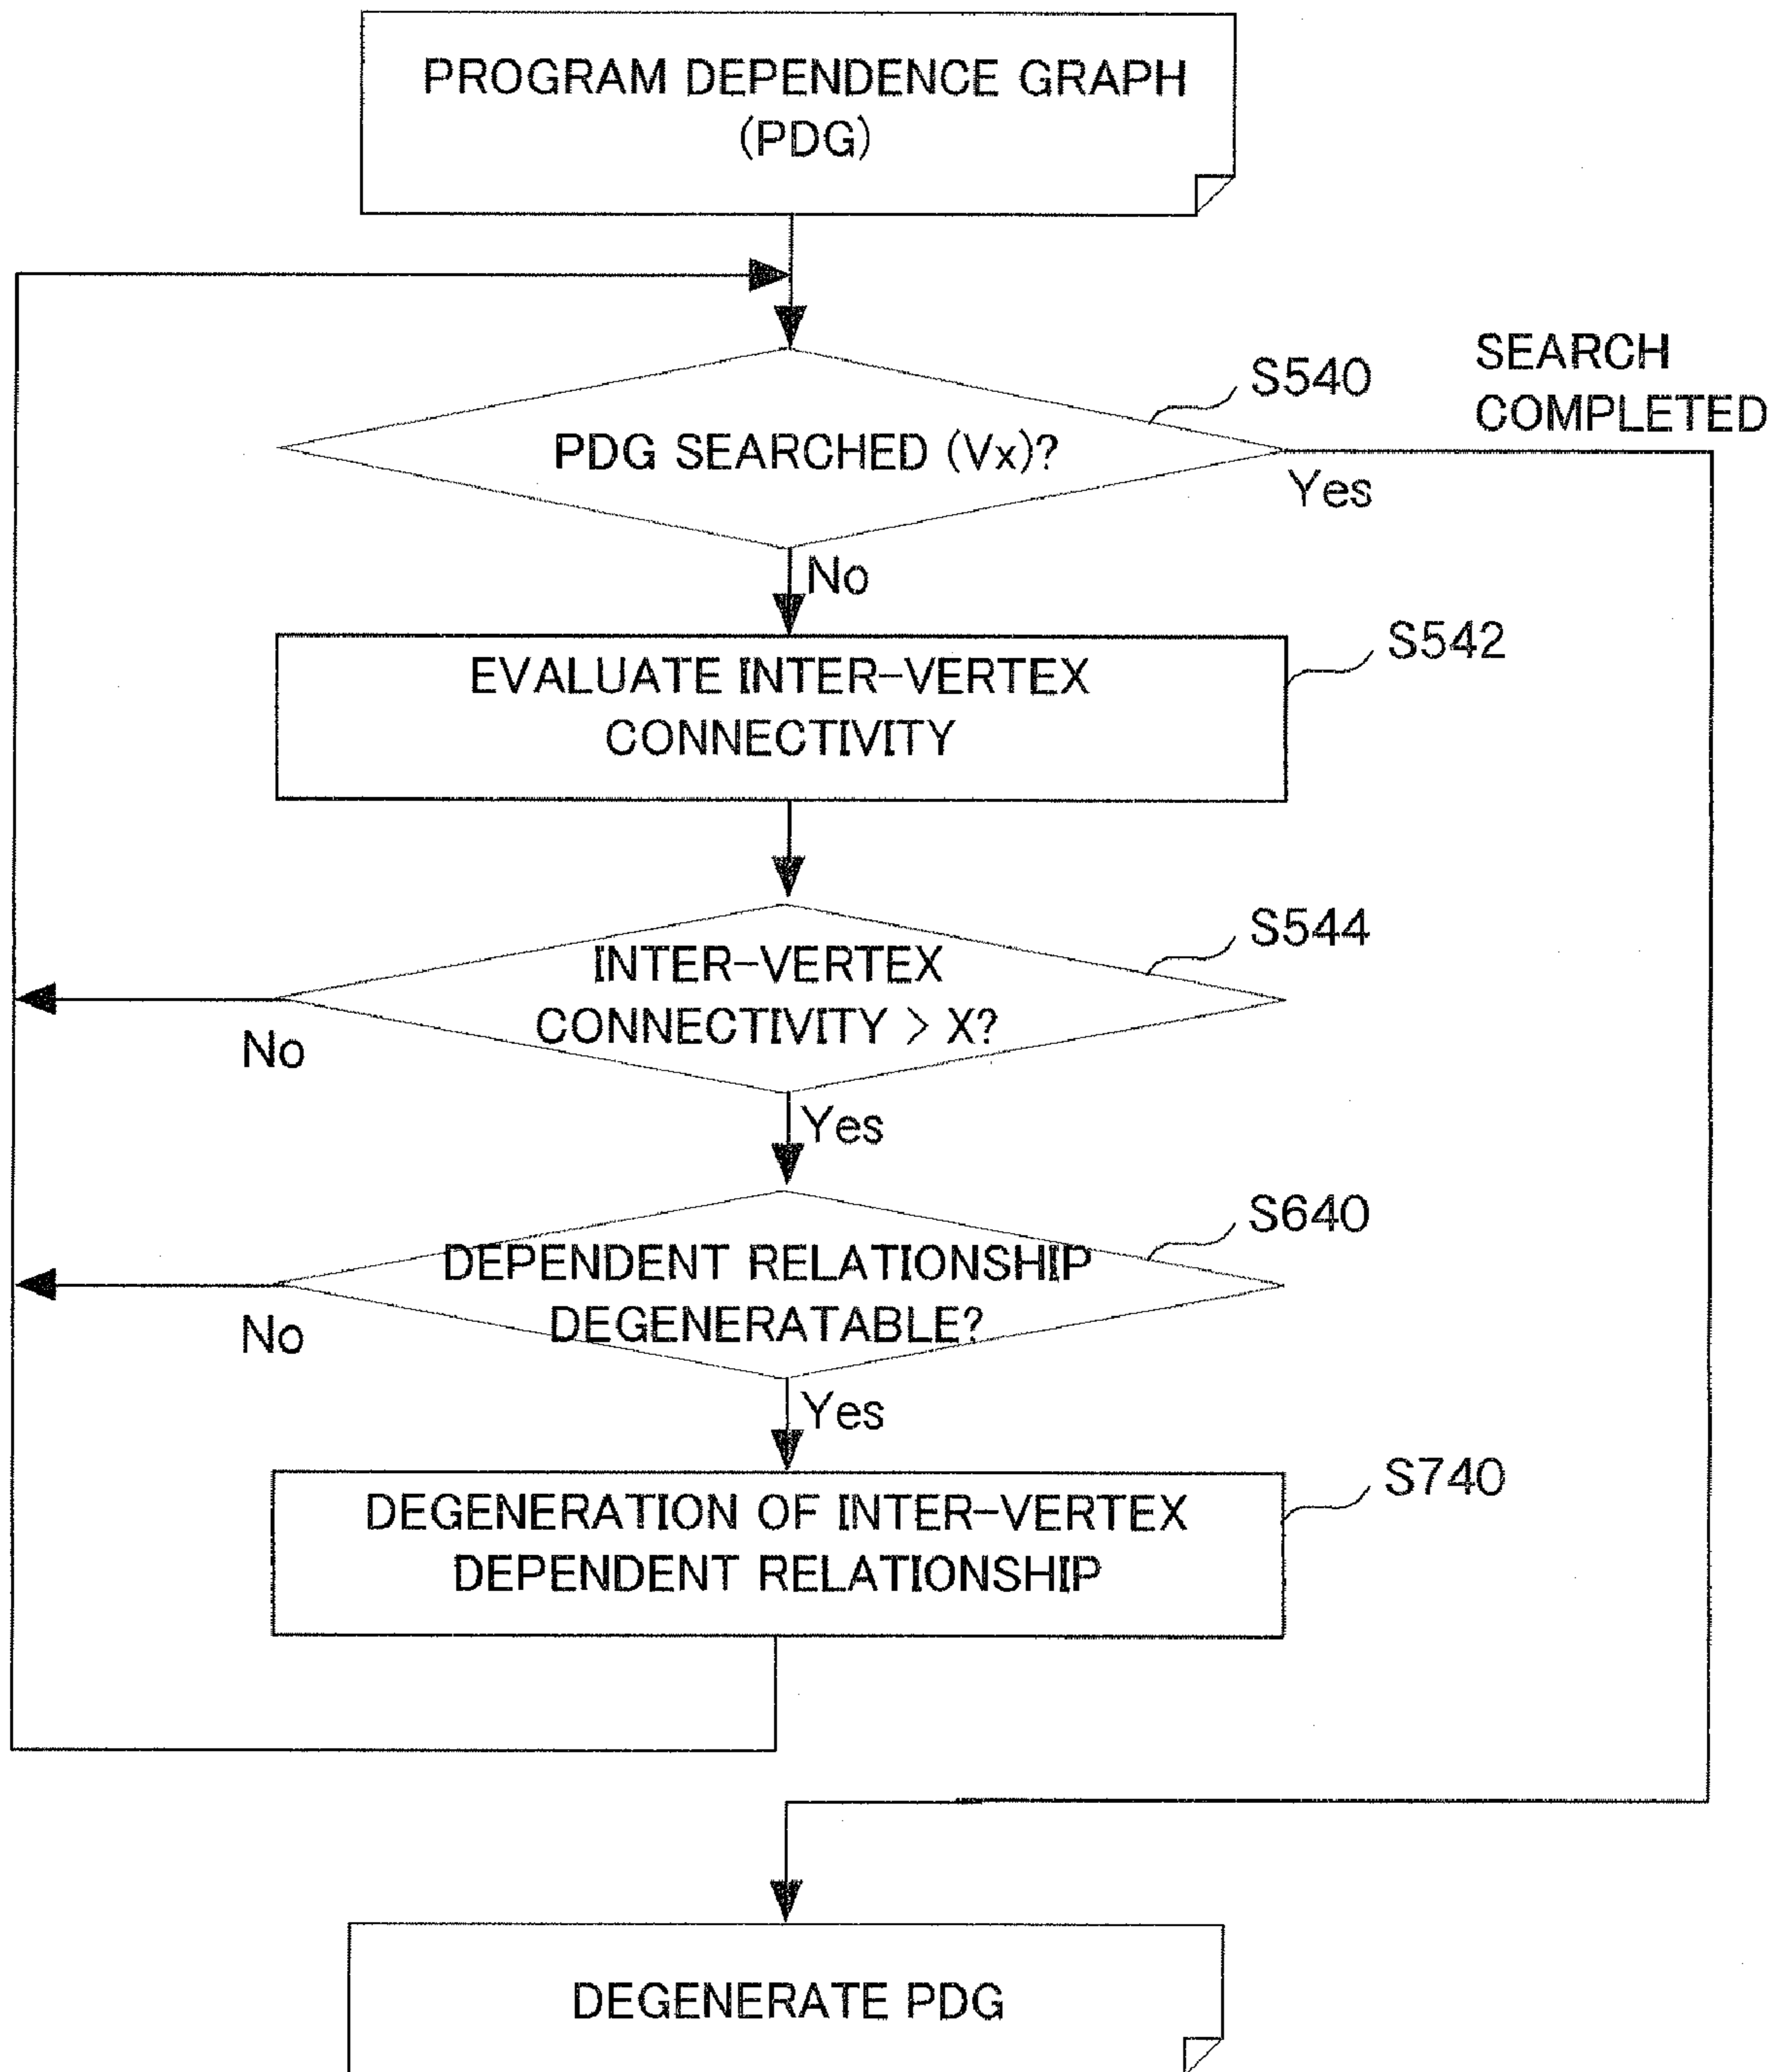 PROGRAM DEPENDENCE GRAPH
(PDG)
S540
SEARCH
COMPLETED
PDG SEARCHED (Vx)?
Yes
No
S542
EVALUATE INTER-VERTEX
CONNECTIVITY
S544
INTER-VERTEX
CONNECTIVITY > X?
No
Yes
S640
DEPENDENT RELATIONSHIP
DEGENERATABLE?
No
Yes
S740
DEGENERATION OF INTER-VERTEX
DEPENDENT RELATIONSHIP
DEGENERATE PDG